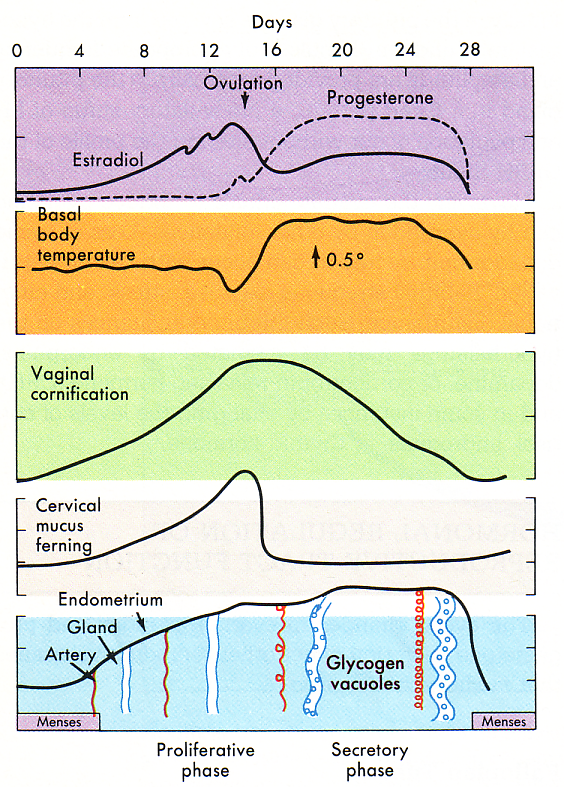 Days
0 4 8 12 16 20 24 28
Ovulation
Progesterone
Estradiol
Basal
body
temperature
0.5°
Vaginal
cornification
Cervical
mucus
ferning
Endometrium
Gland
Artery
Glycogen
vacuoles
Menses
Menses
Proliferative
phase
Secretory
phase